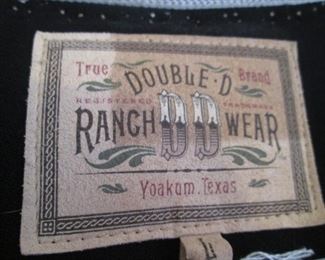 True DOUBLE·D Brand
REGISTERED TRADEMARK
RANCH DD WEAR
Yoakum, Texas
L